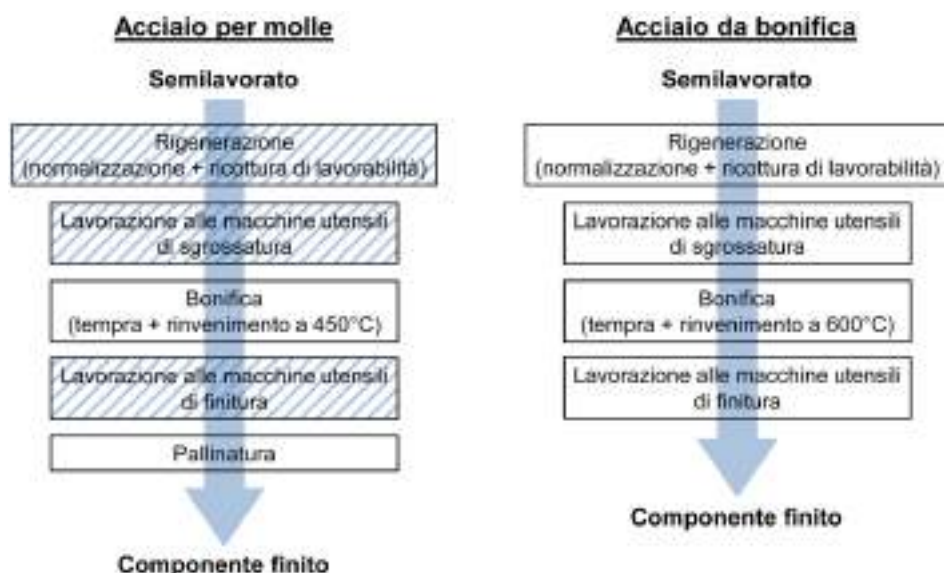 Acciaio per molle
Semilavorato
Rigenerazione
(normalizzazione + ricottura di lavorabilità)
Lavorazione alle macchine utensili
di sgrossatura
Bonifica
(tempra + rinvenimento a 450°C)
Lavorazione alle macchine utensili
di finitura
Pallinatura
Componente finito
Acciaio da bonifica
Semilavorato
Rigenerazione
(normalizzazione + ricottura di lavorabilità)
Lavorazione alle macchine utensili
di sgrossatura
Bonifica
(tempra + rinvenimento a 600°C)
Lavorazione alle macchine utensili
di finitura
Componente finito